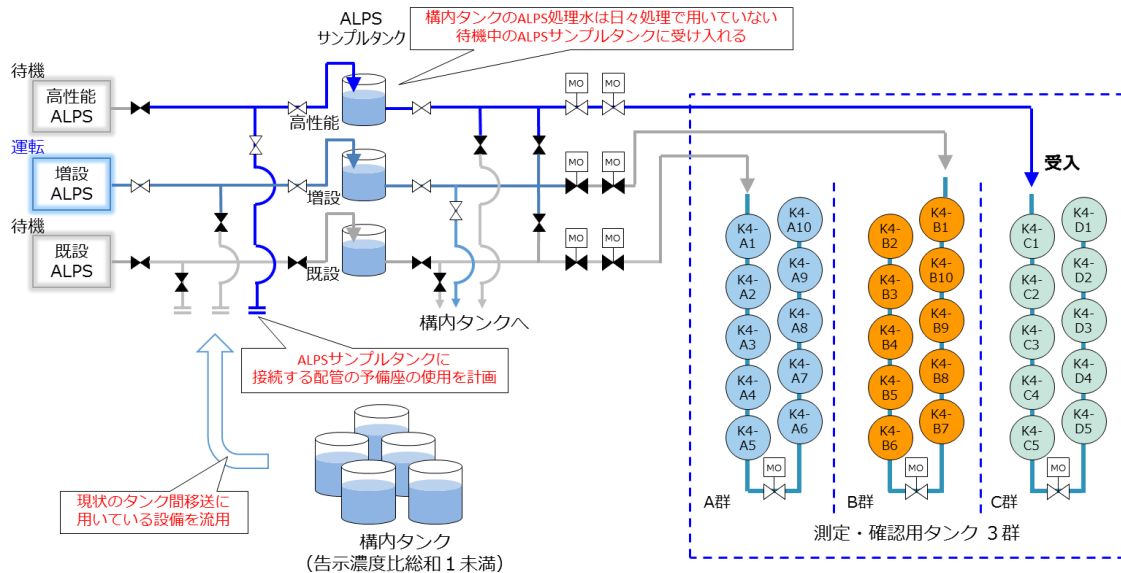 ALPS
サンプルタンク
構内タンクのALPS処理水は日々処理で用いていない
待機中のALPSサンプルタンクに受け入れる
待機
高性能
ALPS
高性能
MO
MO
運転
増設
ALPS
増設
MO
MO
待機
既設
ALPS
既設
MO
MO
受入
構内タンクへ
ALPSサンプルタンクに
接続する配管の予備座の使用を計画
現状のタンク間移送に
用いている設備を流用
構内タンク
(告示濃度比総和1未満)
K4-
A1
K4-
A2
K4-
A3
K4-
A4
K4-
A5
K4-
A10
K4-
A9
K4-
A8
K4-
A7
K4-
A6
MO
A群
K4-
B2
K4-
B3
K4-
B4
K4-
B5
K4-
B6
K4-
B1
K4-
B10
K4-
B9
K4-
B8
K4-
B7
MO
B群
K4-
C1
K4-
C2
K4-
C3
K4-
C4
K4-
C5
K4-
D1
K4-
D2
K4-
D3
K4-
D4
K4-
D5
MO
C群
測定・確認用タンク 3群